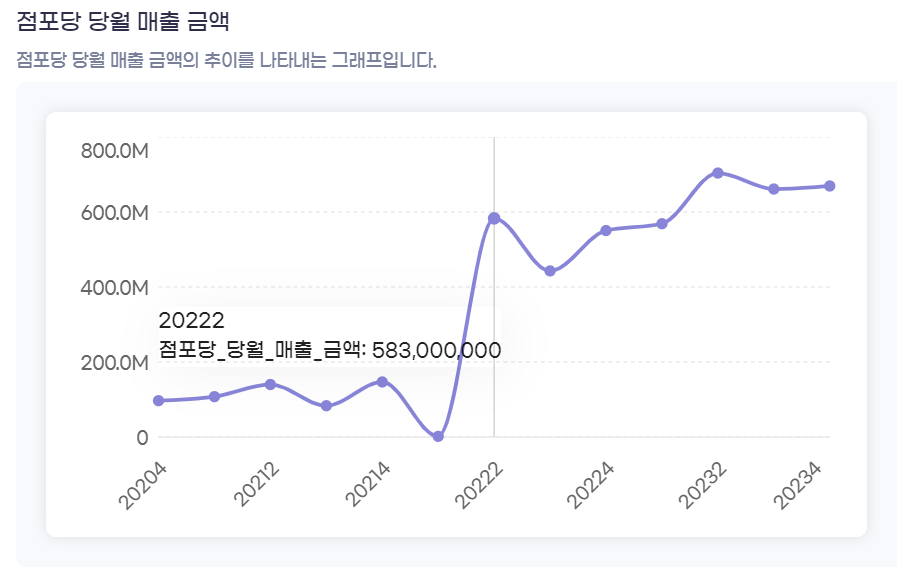 점포당 당월 매출 금액
점포당 당월 매출 금액의 추이를 나타내는 그래프입니다.
800.0M
600.0M
400.0M
20222
점포당_당월_매출_금액: 583,000,000
200.0M
0
20204
20212
20214
20222
20224
20232
20234